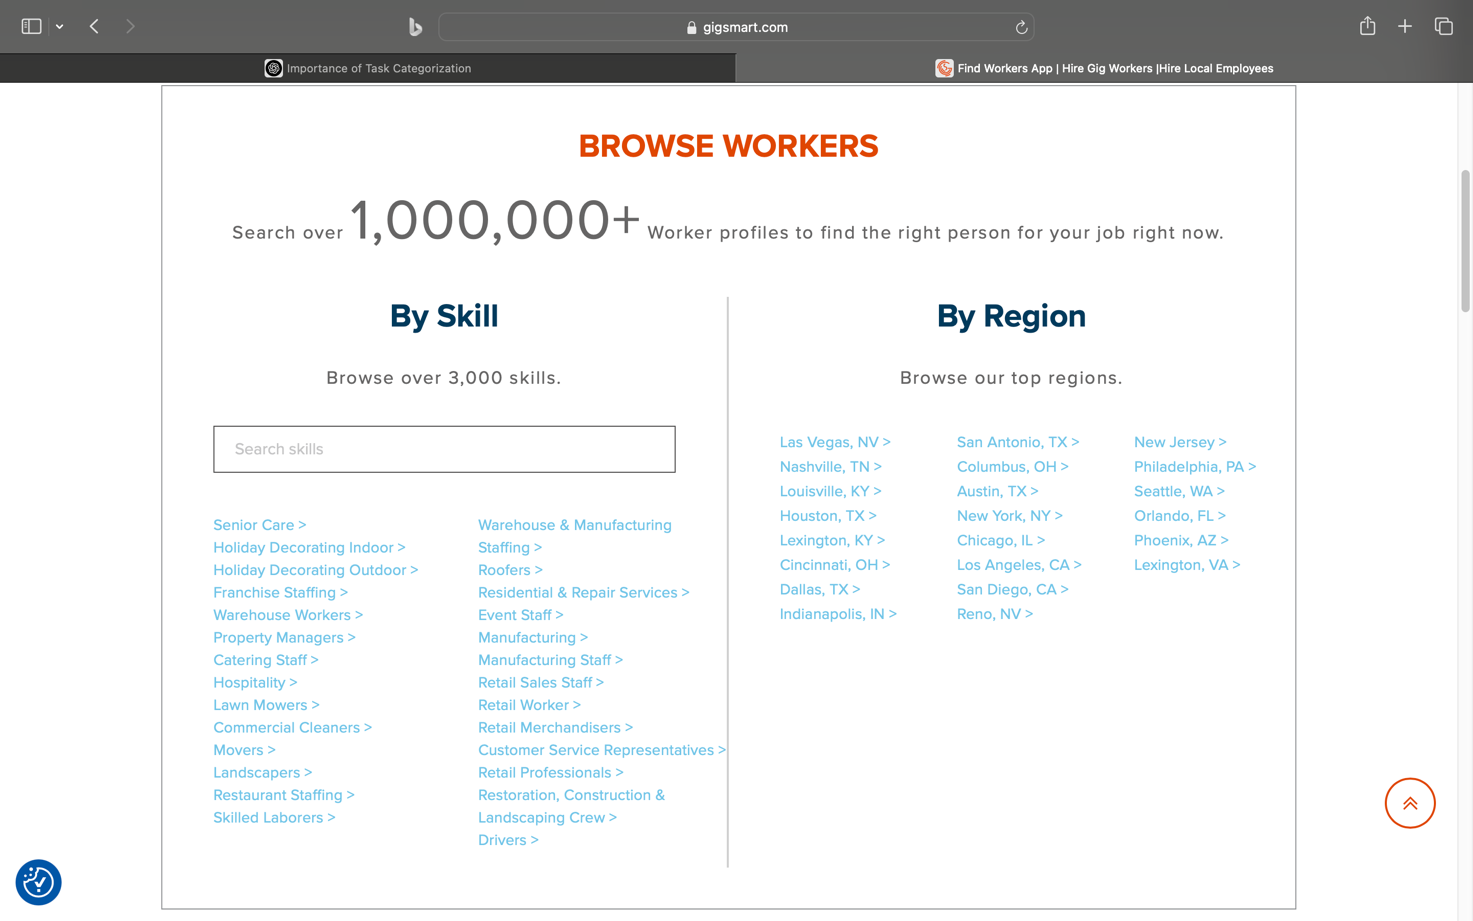 gigsmart.com
Importance of Task Categorization
Find Workers App | Hire Gig Workers |Hire Local Employees
BROWSE WORKERS
Search over 1,000,000+ Worker profiles to find the right person for your job right now.
By Skill
Browse over 3,000 skills.
Search skills
Senior Care >
Holiday Decorating Indoor >
Holiday Decorating Outdoor >
Franchise Staffing >
Warehouse Workers >
Property Managers >
Catering Staff >
Hospitality >
Lawn Mowers >
Commercial Cleaners >
Movers >
Landscapers >
Restaurant Staffing >
Skilled Laborers >
Warehouse & Manufacturing
Staffing >
Roofers >
Residential & Repair Services >
Event Staff >
Manufacturing >
Manufacturing Staff >
Retail Sales Staff >
Retail Worker >
Retail Merchandisers >
Customer Service Representatives >
Retail Professionals >
Restoration, Construction &
Landscaping Crew >
Drivers >
By Region
Browse our top regions.
Las Vegas, NV >
Nashville, TN >
Louisville, KY >
Houston, TX >
Lexington, KY >
Cincinnati, OH >
Dallas, TX >
Indianapolis, IN >
San Antonio, TX >
Columbus, OH >
Austin, TX >
New York, NY >
Chicago, IL >
Los Angeles, CA >
San Diego, CA >
Reno, NV >
New Jersey >
Philadelphia, PA >
Seattle, WA >
Orlando, FL >
Phoenix, AZ >
Lexington, VA >